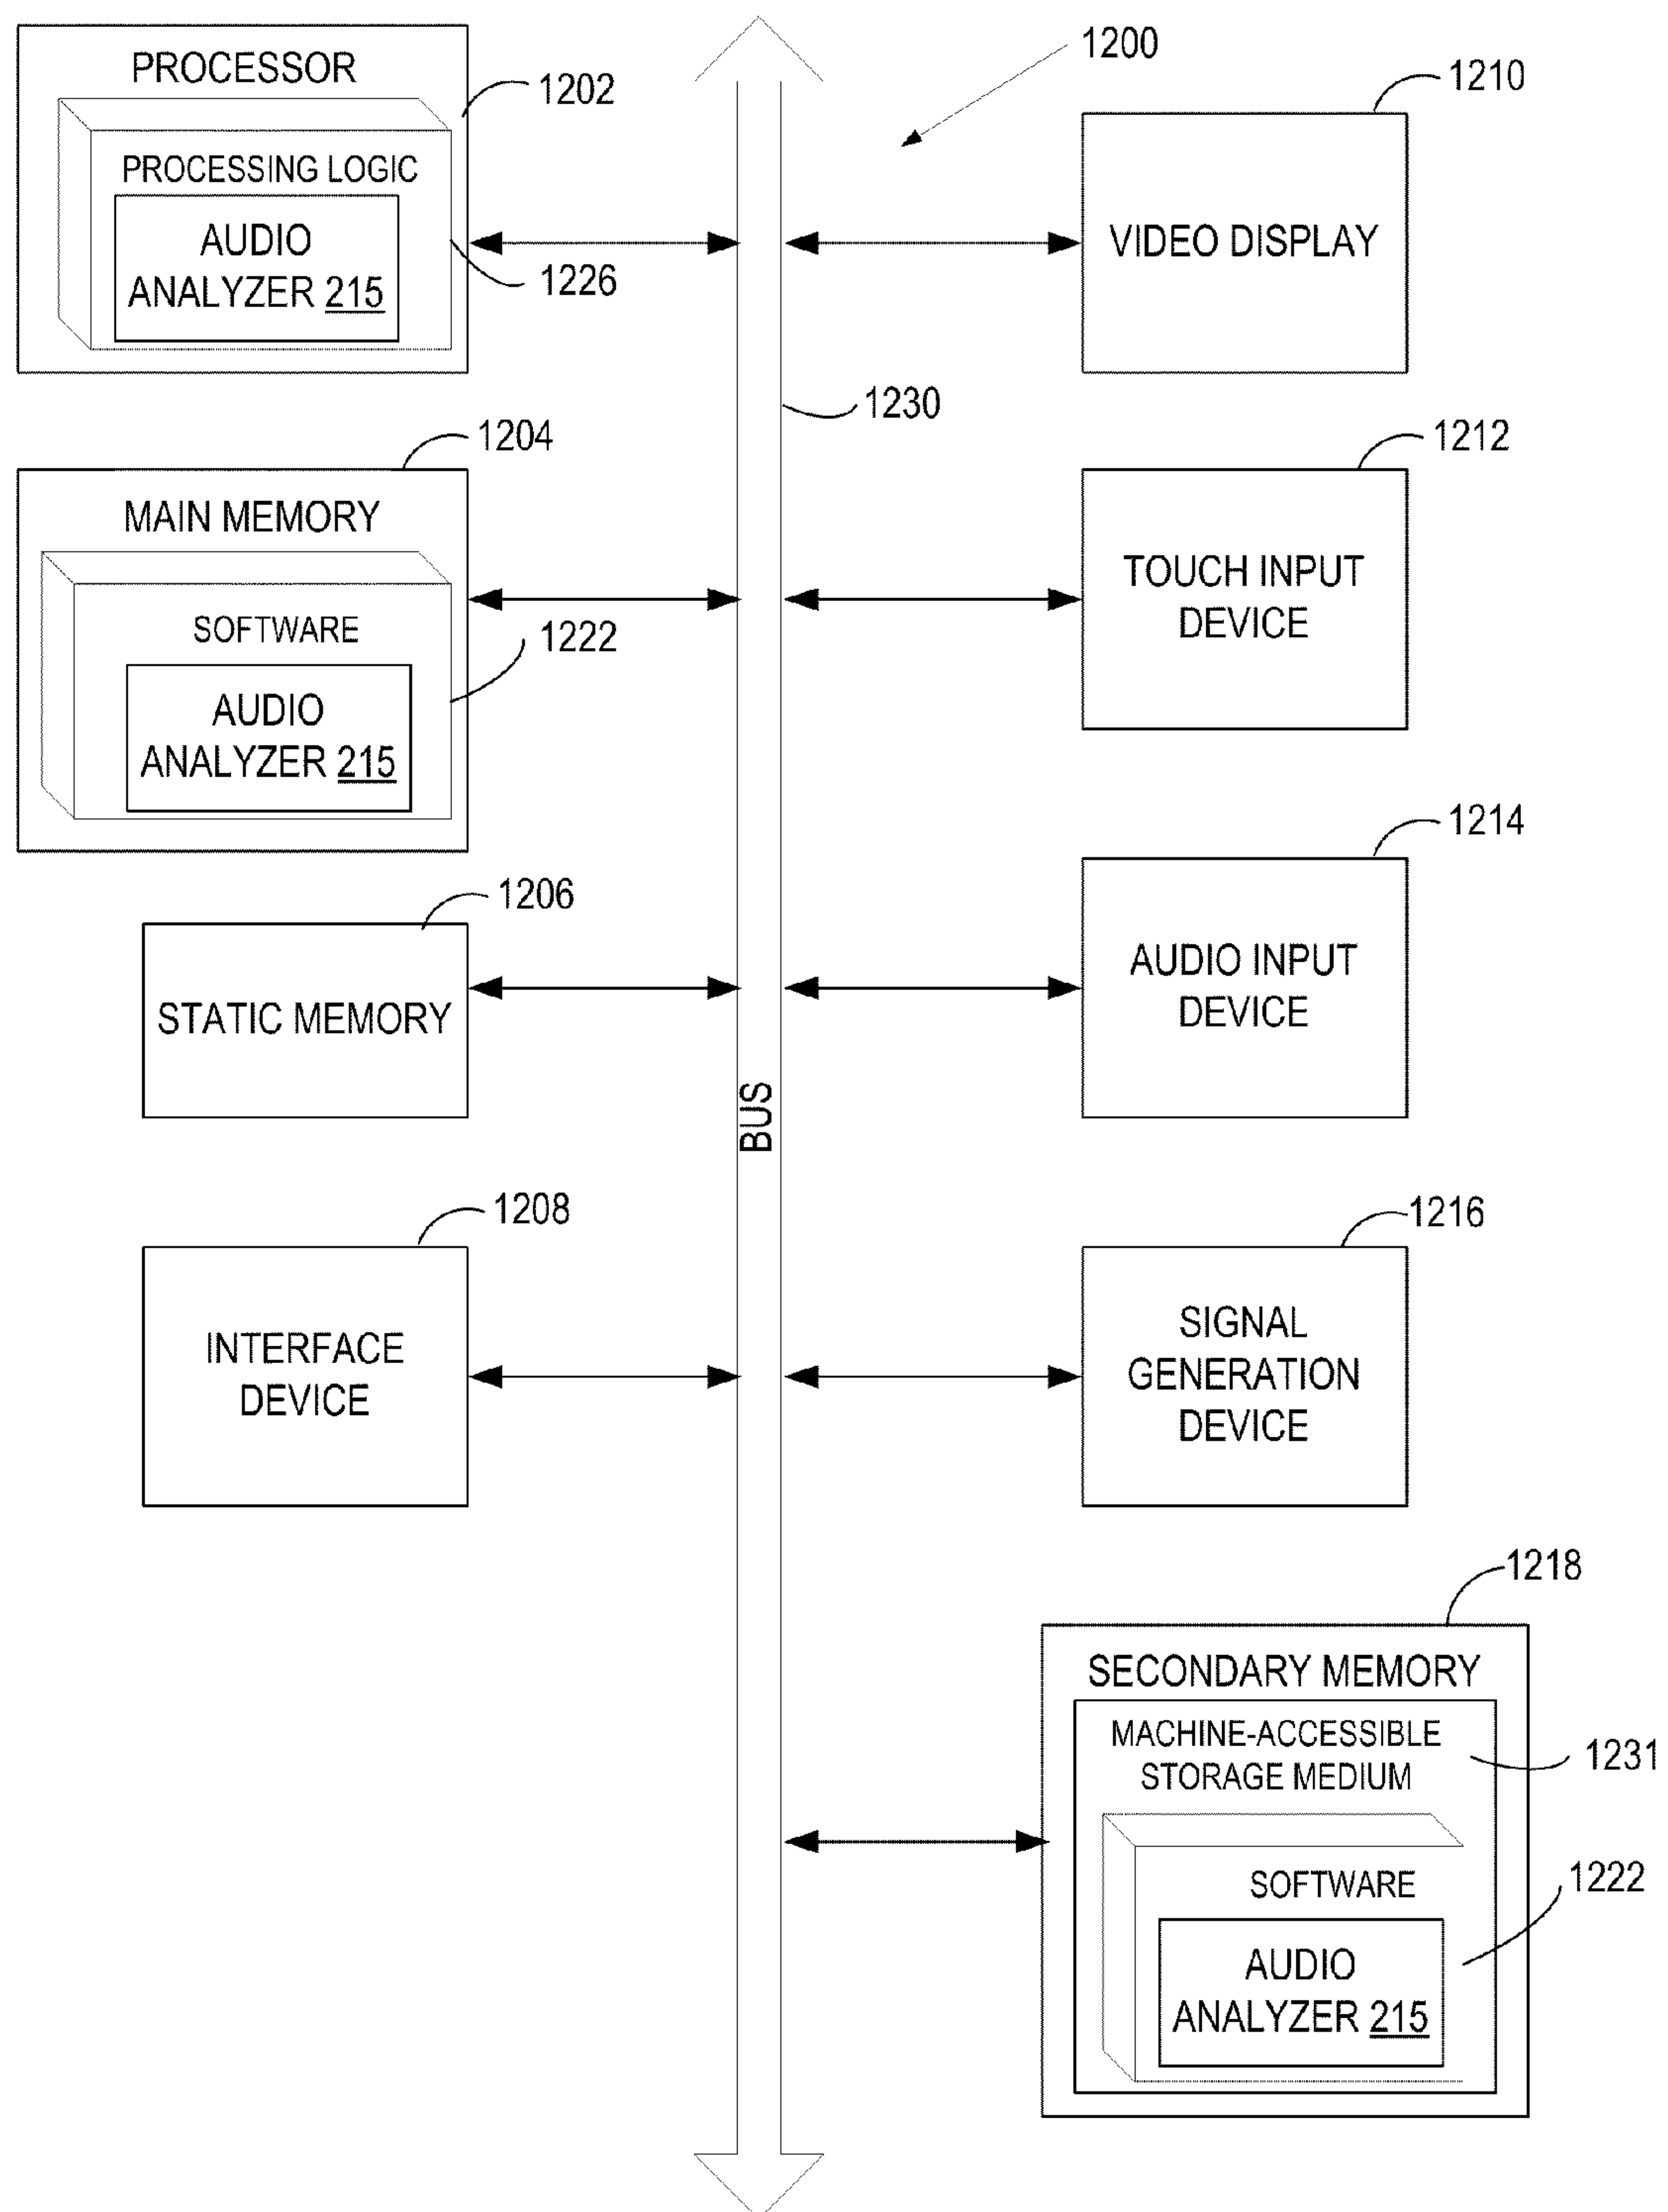 1200
PROCESSOR
1202
PROCESSING LOGIC
AUDIO
ANALYZER 215
1226
1204
MAIN MEMORY
SOFTWARE
1222
AUDIO
ANALYZER 215
1206
STATIC MEMORY
1208
INTERFACE
DEVICE
BUS
1230
1210
VIDEO DISPLAY
1212
TOUCH INPUT
DEVICE
1214
AUDIO INPUT
DEVICE
1216
SIGNAL
GENERATION
DEVICE
1218
SECONDARY MEMORY
MACHINE-ACCESSIBLE
STORAGE MEDIUM
1231
SOFTWARE
1222
AUDIO
ANALYZER 215